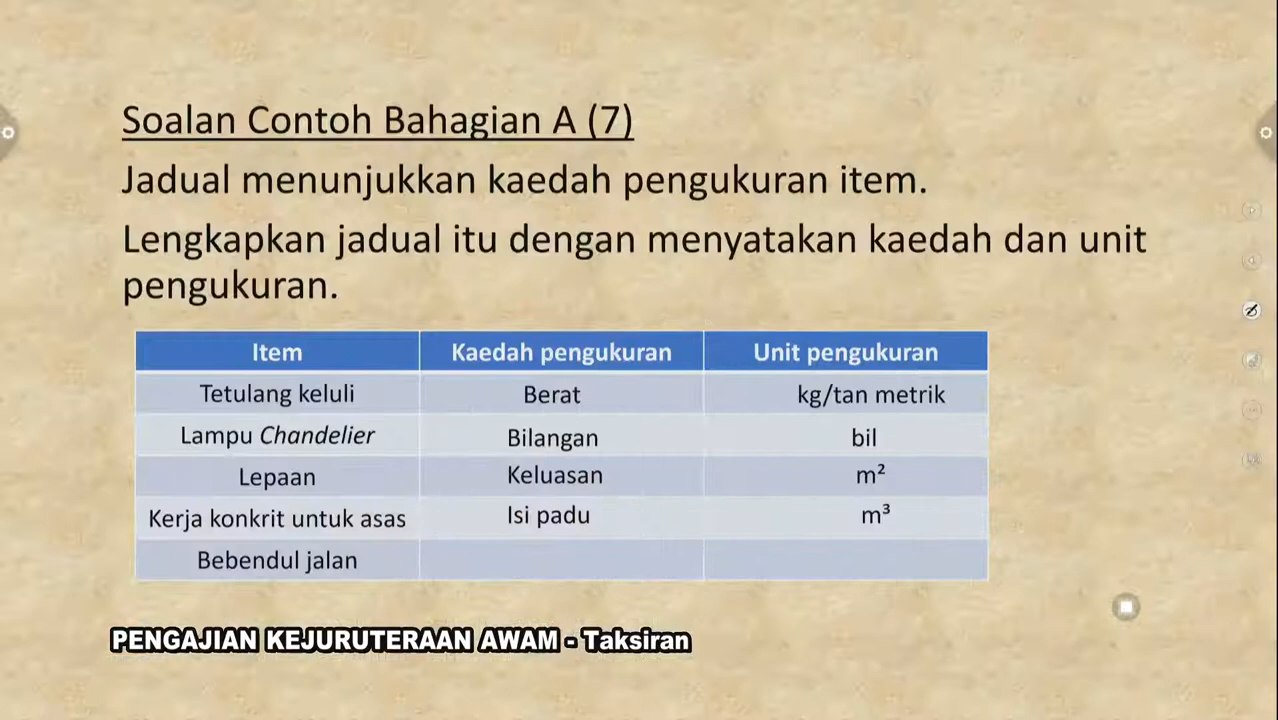 Soalan Contoh Bahagian A (7)
Jadual menunjukkan kaedah pengukuran item.
Lengkapkan jadual itu dengan menyatakan kaedah dan unit
pengukuran.
Item Kaedah pengukuran Unit pengukuran
Tetulang keluli Berat kg/tan metrik
Lampu Chandelier Bilangan bil
Lepaan Keluasan m²
Kerja konkrit untuk asas Isi padu m³
Bebendul jalan
PENGAJIAN KEJURUTERAAN AWAM - Taksiran